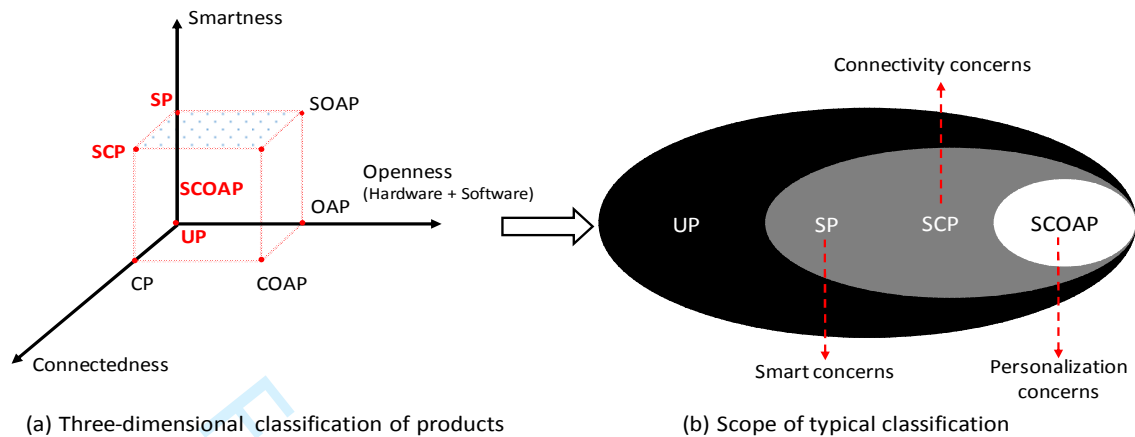 Smartness
SP
SOAP
SCP
Openness
(Hardware + Software)
SCOAP
OAP
UP
CP
COAP
Connectedness
(a) Three-dimensional classification of products
Connectivity concerns
UP
SP
SCP
SCOAP
Smart concerns
Personalization
concerns
(b) Scope of typical classification